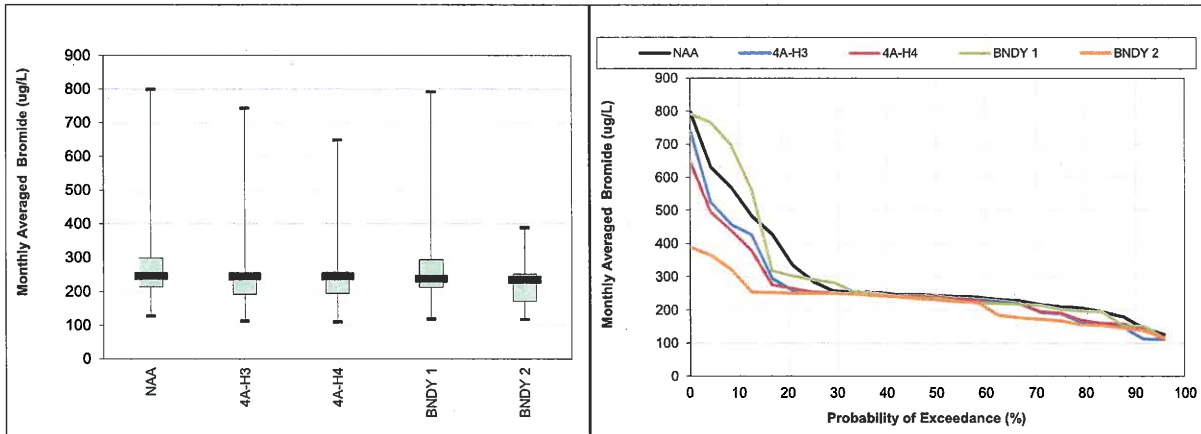 Monthly Averaged Bromide (ug/L)
900
800
700
600
500
400
300
200
100
0
NAA
4A-H3
4A-H4
BNDY 1
BNDY 2
NAA 4A-H3 4A-H4 BNDY 1 BNDY 2
Monthly Averaged Bromide (ug/L)
900
800
700
600
500
400
300
200
100
0
0 10 20 30 40 50 60 70 80 90 100
Probability of Exceedance (%)